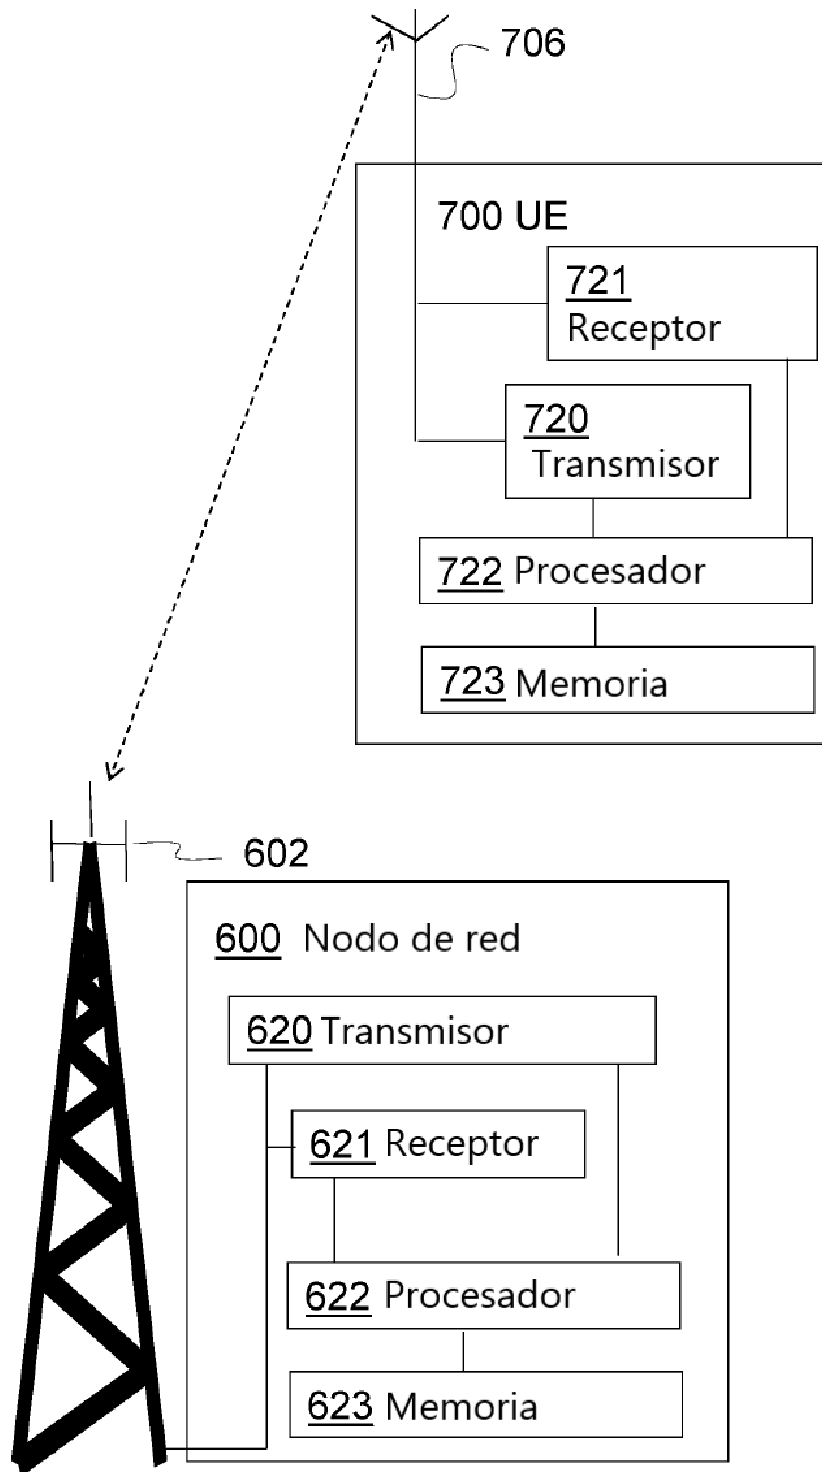 706
700 UE
721
Receptor
720
Transmisor
722 Procesador
723 Memoria
602
600 Nodo de red
620 Transmisor
621 Receptor
622 Procesador
623 Memoria